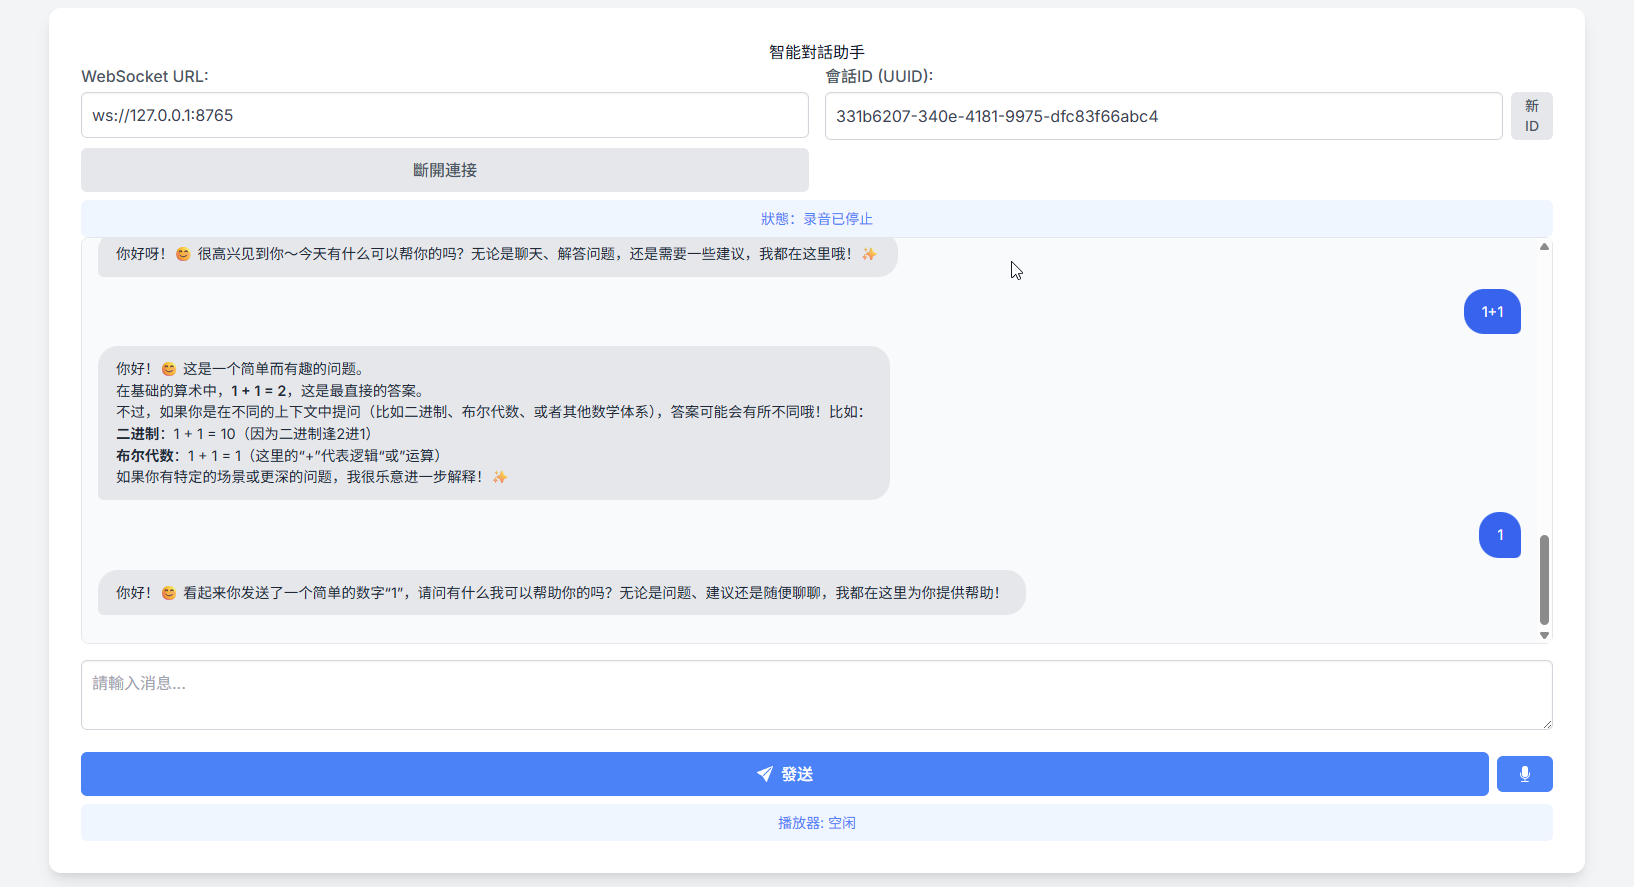 智能對話助手
WebSocket URL:
會話ID (UUID):
ws://127.0.0.1:8765
331b6207-340e-4181-9975-dfc83f66abc4
新
ID
斷開連接
狀態：录音已停止
你好呀！😊 很高兴见到你～今天有什么可以帮你的吗？无论是聊天、解答问题，还是需要一些建议，我都在这里哦！✨
1+1
你好！😊 这是一个简单而有趣的问题。
在基础的算术中，1 + 1 = 2，这是最直接的答案。
不过，如果你是在不同的上下文中提问（比如二进制、布尔代数、或者其他数学体系），答案可能会有所不同哦！比如：
二进制：1 + 1 = 10（因为二进制逢2进1）
布尔代数：1 + 1 = 1（这里的“+”代表逻辑“或”运算）
如果你有特定的场景或更深的问题，我很乐意进一步解释！✨
1
你好！😊 看起来你发送了一个简单的数字“1”，请问有什么我可以帮助你的吗？无论是问题、建议还是随便聊聊，我都在这里为你提供帮助！
請輸入消息...
發送
播放器: 空闲